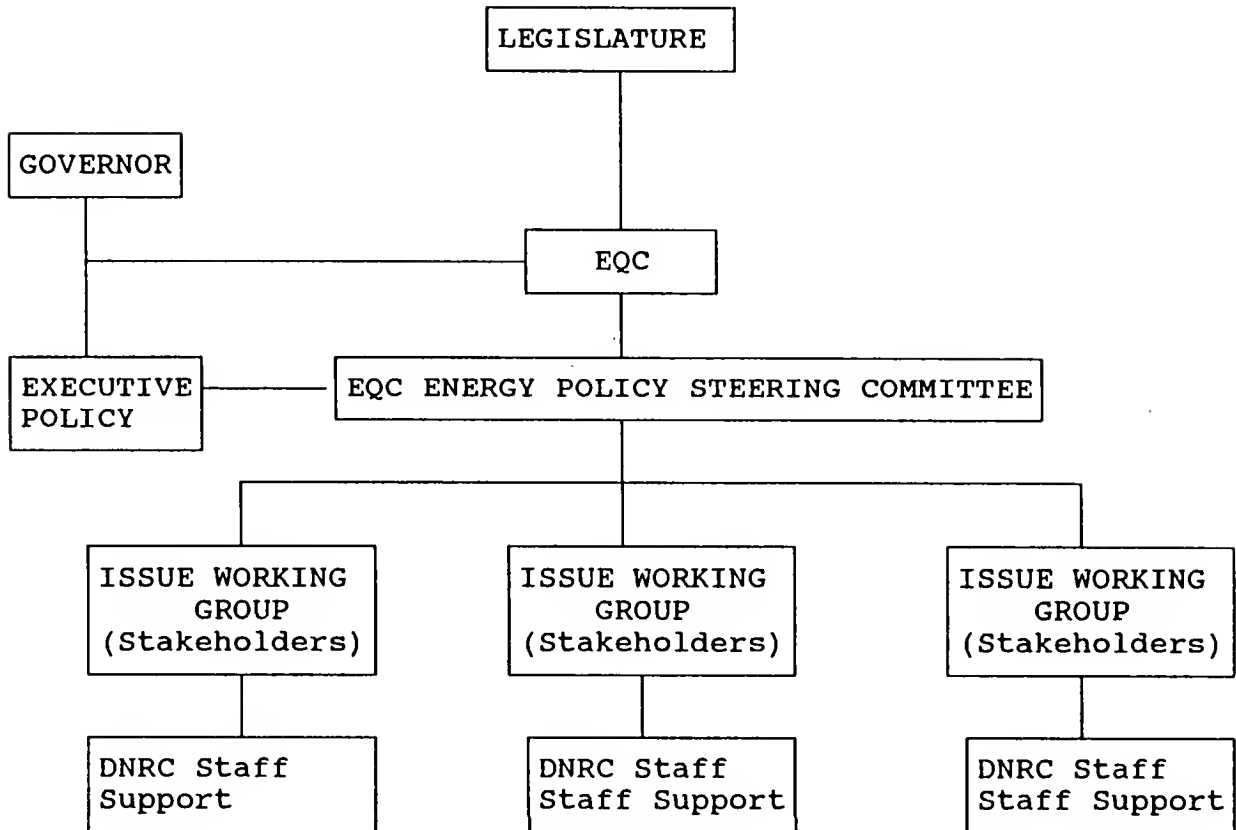 LEGISLATURE
GOVERNOR
EQC
EXECUTIVE
POLICY
EQC ENERGY POLICY STEERING COMMITTEE
ISSUE WORKING
GROUP
(Stakeholders)
ISSUE WORKING
GROUP
(Stakeholders)
ISSUE WORKING
GROUP
(Stakeholders)
DNRC Staff
Support
DNRC Staff
Staff Support
DNRC Staff
Staff Support